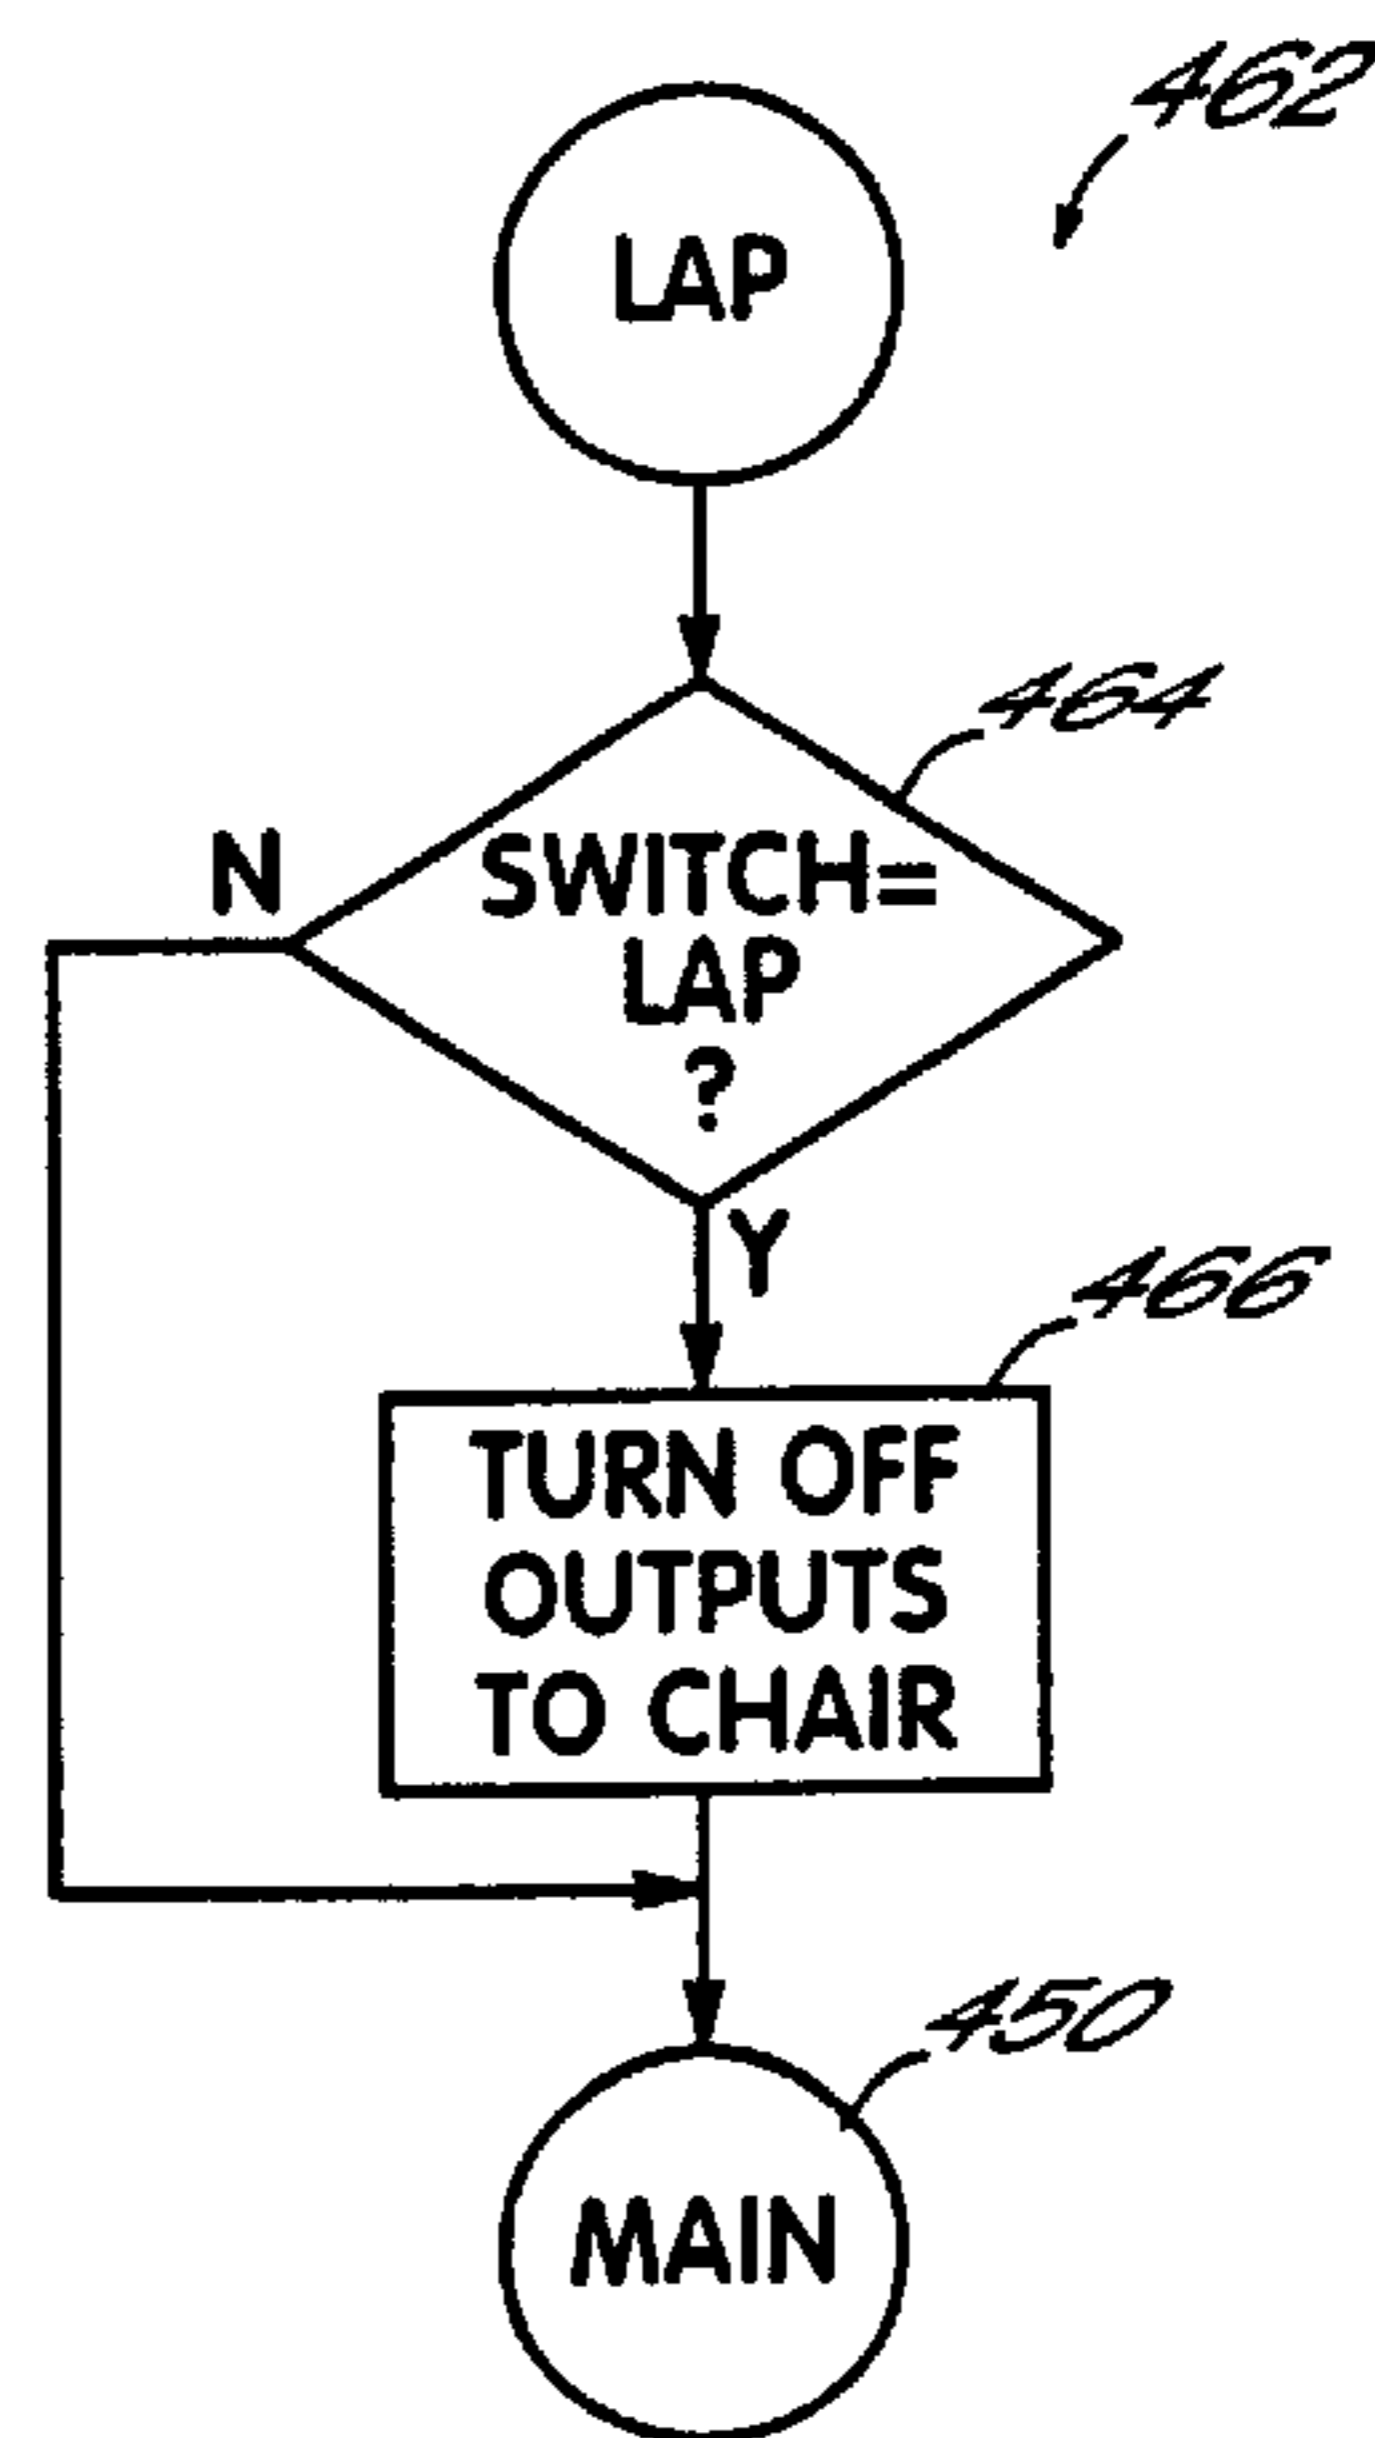 462
LAP
464
N
SWITCH=
LAP
?
Y
466
TURN OFF
OUTPUTS
TO CHAIR
450
MAIN